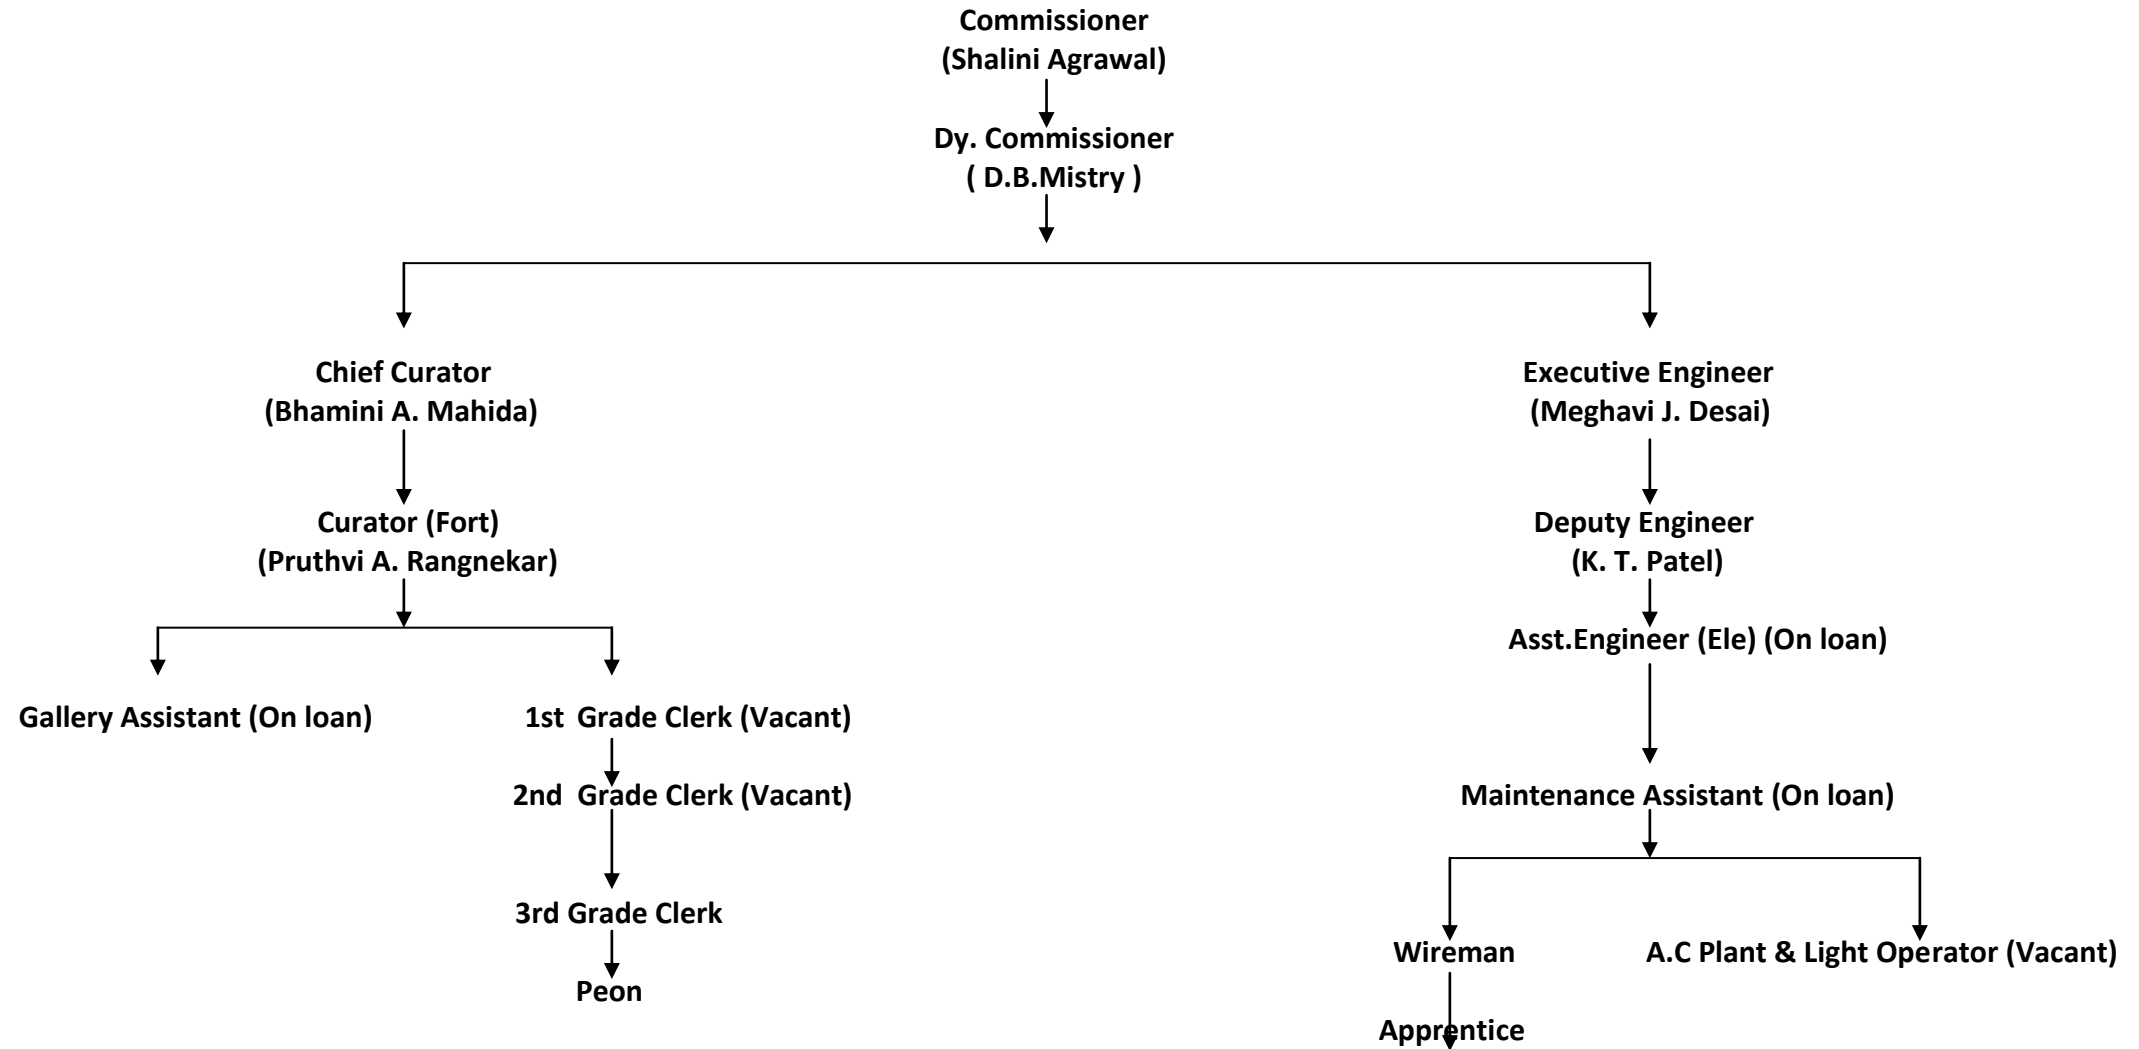 Commissioner
(Shalini Agrawal)
Dy. Commissioner
( D.B.Mistry )
Chief Curator
(Bhamini A. Mahida)
Executive Engineer
(Meghavi J. Desai)
Curator (Fort)
(Pruthvi A. Rangnekar)
Deputy Engineer
(K. T. Patel)
Asst.Engineer (Ele) (On loan)
Gallery Assistant (On loan)
1st Grade Clerk (Vacant)
2nd Grade Clerk (Vacant)
Maintenance Assistant (On loan)
3rd Grade Clerk
Wireman
A.C Plant & Light Operator (Vacant)
Peon
Apprentice